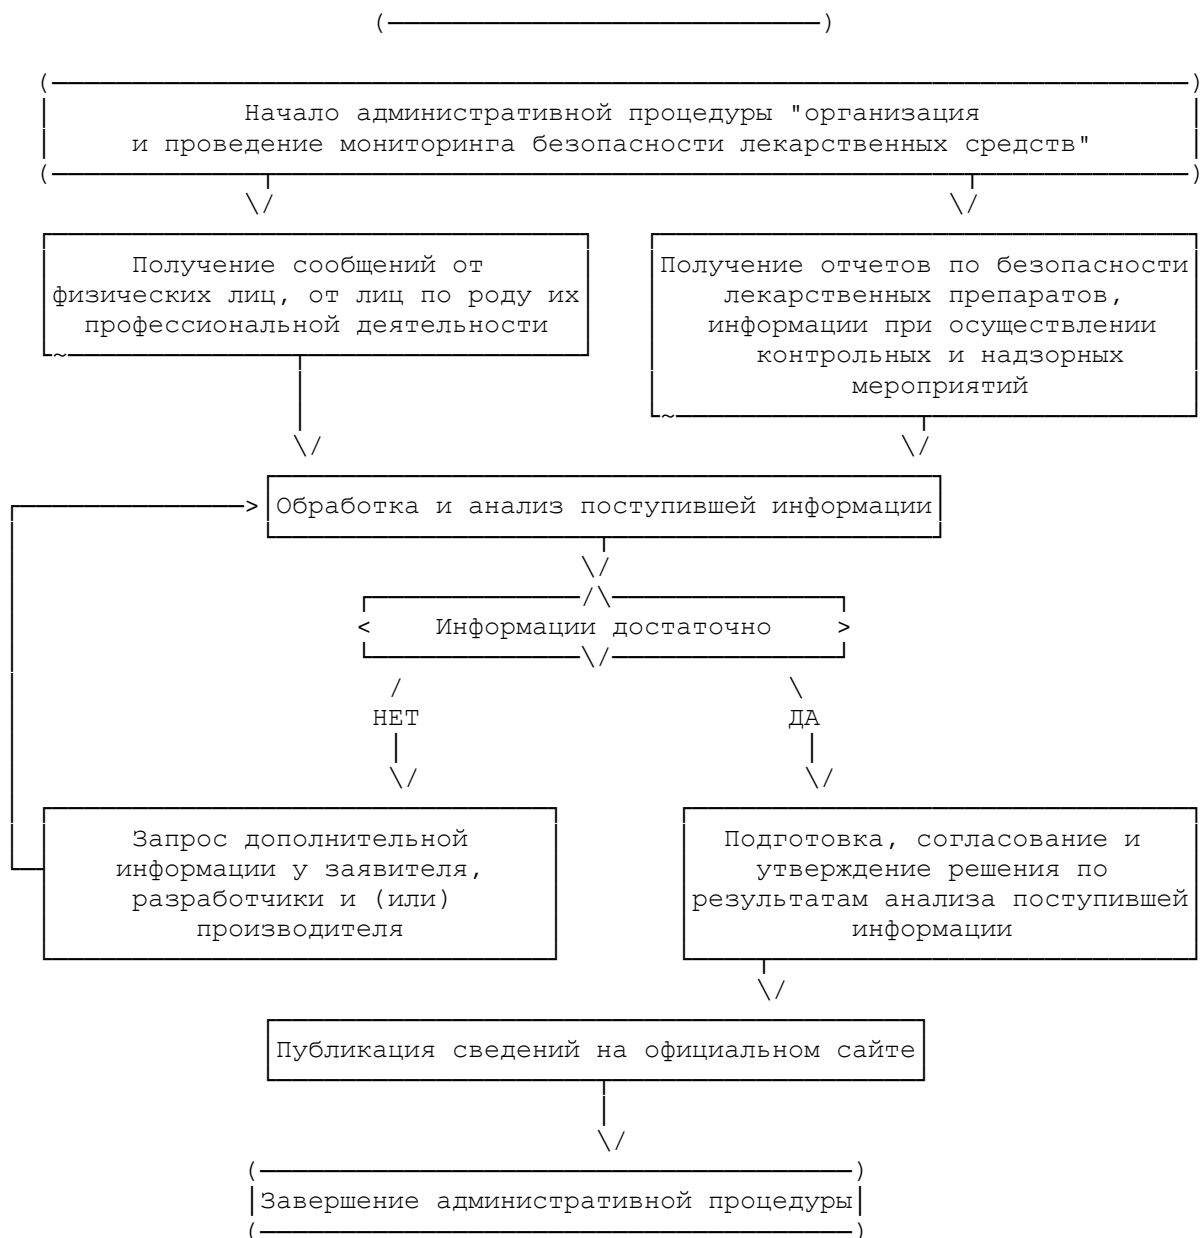 Начало административной процедуры "организация
и проведение мониторинга безопасности лекарственных средств"
Получение сообщений от
физических лиц, от лиц по роду их
профессиональной деятельности
Получение отчетов по безопасности
лекарственных препаратов,
информации при осуществлении
контрольных и надзорных
мероприятий
Обработка и анализ поступившей информации
Информации достаточно
НЕТ
ДА
Запрос дополнительной
информации у заявителя,
разработчики и (или)
производителя
Подготовка, согласование и
утверждение решения по
результатам анализа поступившей
информации
Публикация сведений на официальном сайте
Завершение административной процедуры